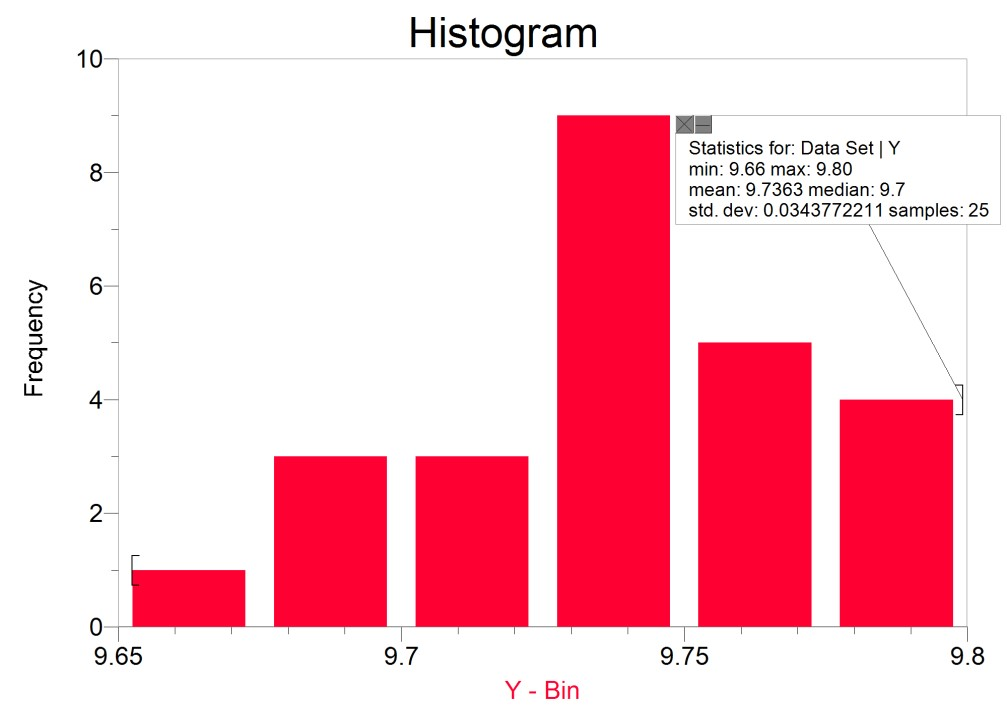 Histogram
10
8
6
4
2
0
Frequency
Statistics for: Data Set | Y
min: 9.66 max: 9.80
mean: 9.7363 median: 9.7
std. dev: 0.0343772211 samples: 25
9.65 9.7 9.75 9.8
Y - Bin